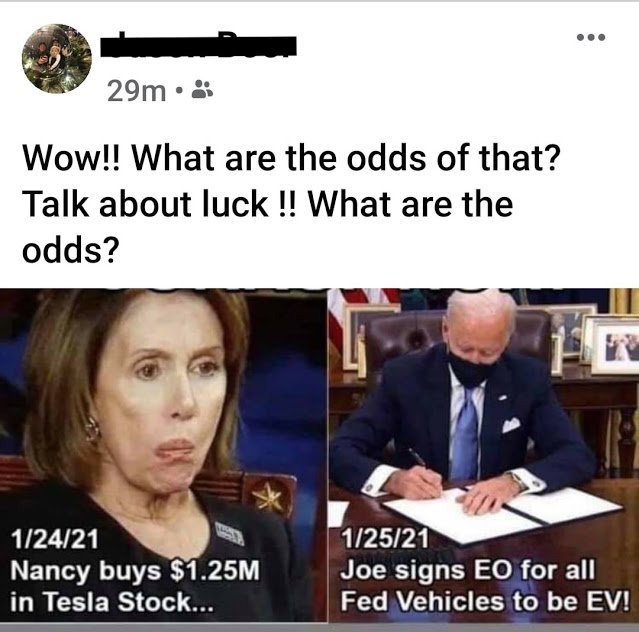 29m •
Wow!! What are the odds of that?
Talk about luck !! What are the
odds?
1/24/21
Nancy buys $1.25M
in Tesla Stock...
1/25/21
Joe signs EO for all
Fed Vehicles to be EV!